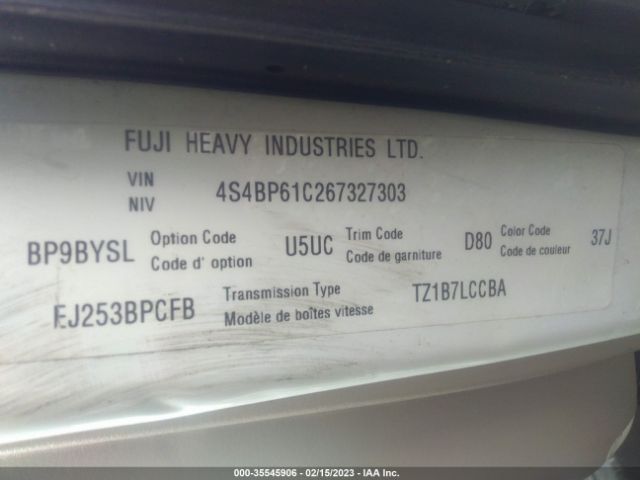 FUJI HEAVY INDUSTRIES LTD.
VIN
NIV
4S4BP61C267327303
BP9BYSL Option Code U5UC Trim Code D80 Color Code 37J
Code d' option Code de garniture Code de couleur
EJ253BPCFB Transmission Type TZ1B7LCCBA
Modèle de boîtes vitesse
000-35545906 - 02/15/2023 - IAA Inc.